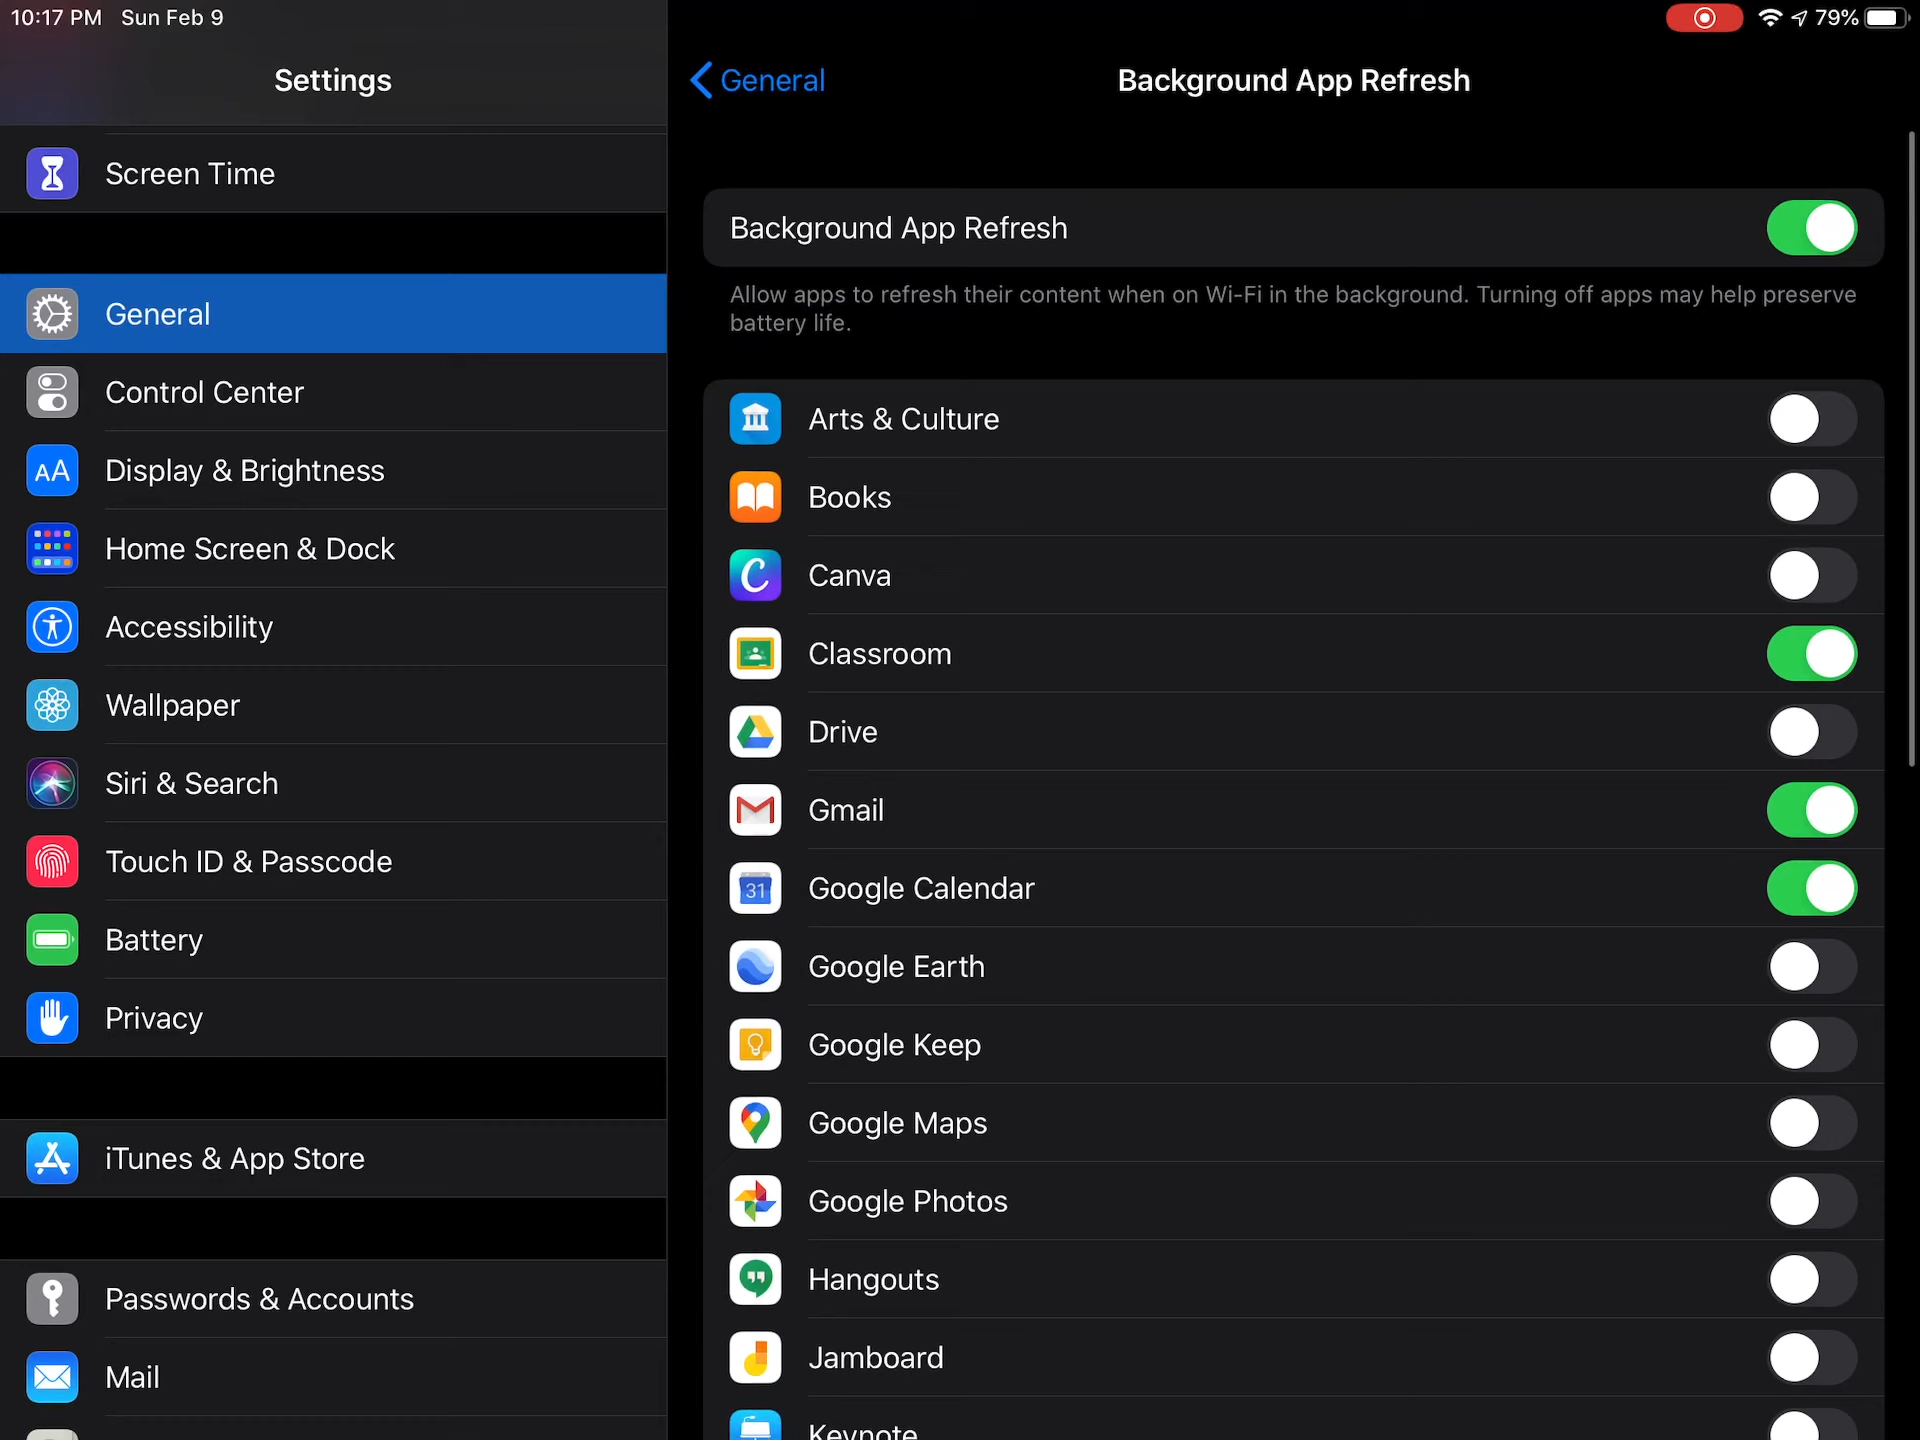 10:17 PM Sun Feb 9
79%
Settings
Screen Time
General
Control Center
AA
Display & Brightness
Home Screen & Dock
Accessibility
Wallpaper
Siri & Search
Touch ID & Passcode
Battery
Privacy
iTunes & App Store
Passwords & Accounts
Mail
General
Background App Refresh
Background App Refresh
Allow apps to refresh their content when on Wi-Fi in the background. Turning off apps may help preserve
battery life.
Arts & Culture
Books
C
Canva
Classroom
Drive
Gmail
31
Google Calendar
Google Earth
Google Keep
Google Maps
Google Photos
Hangouts
Jamboard
Keynote